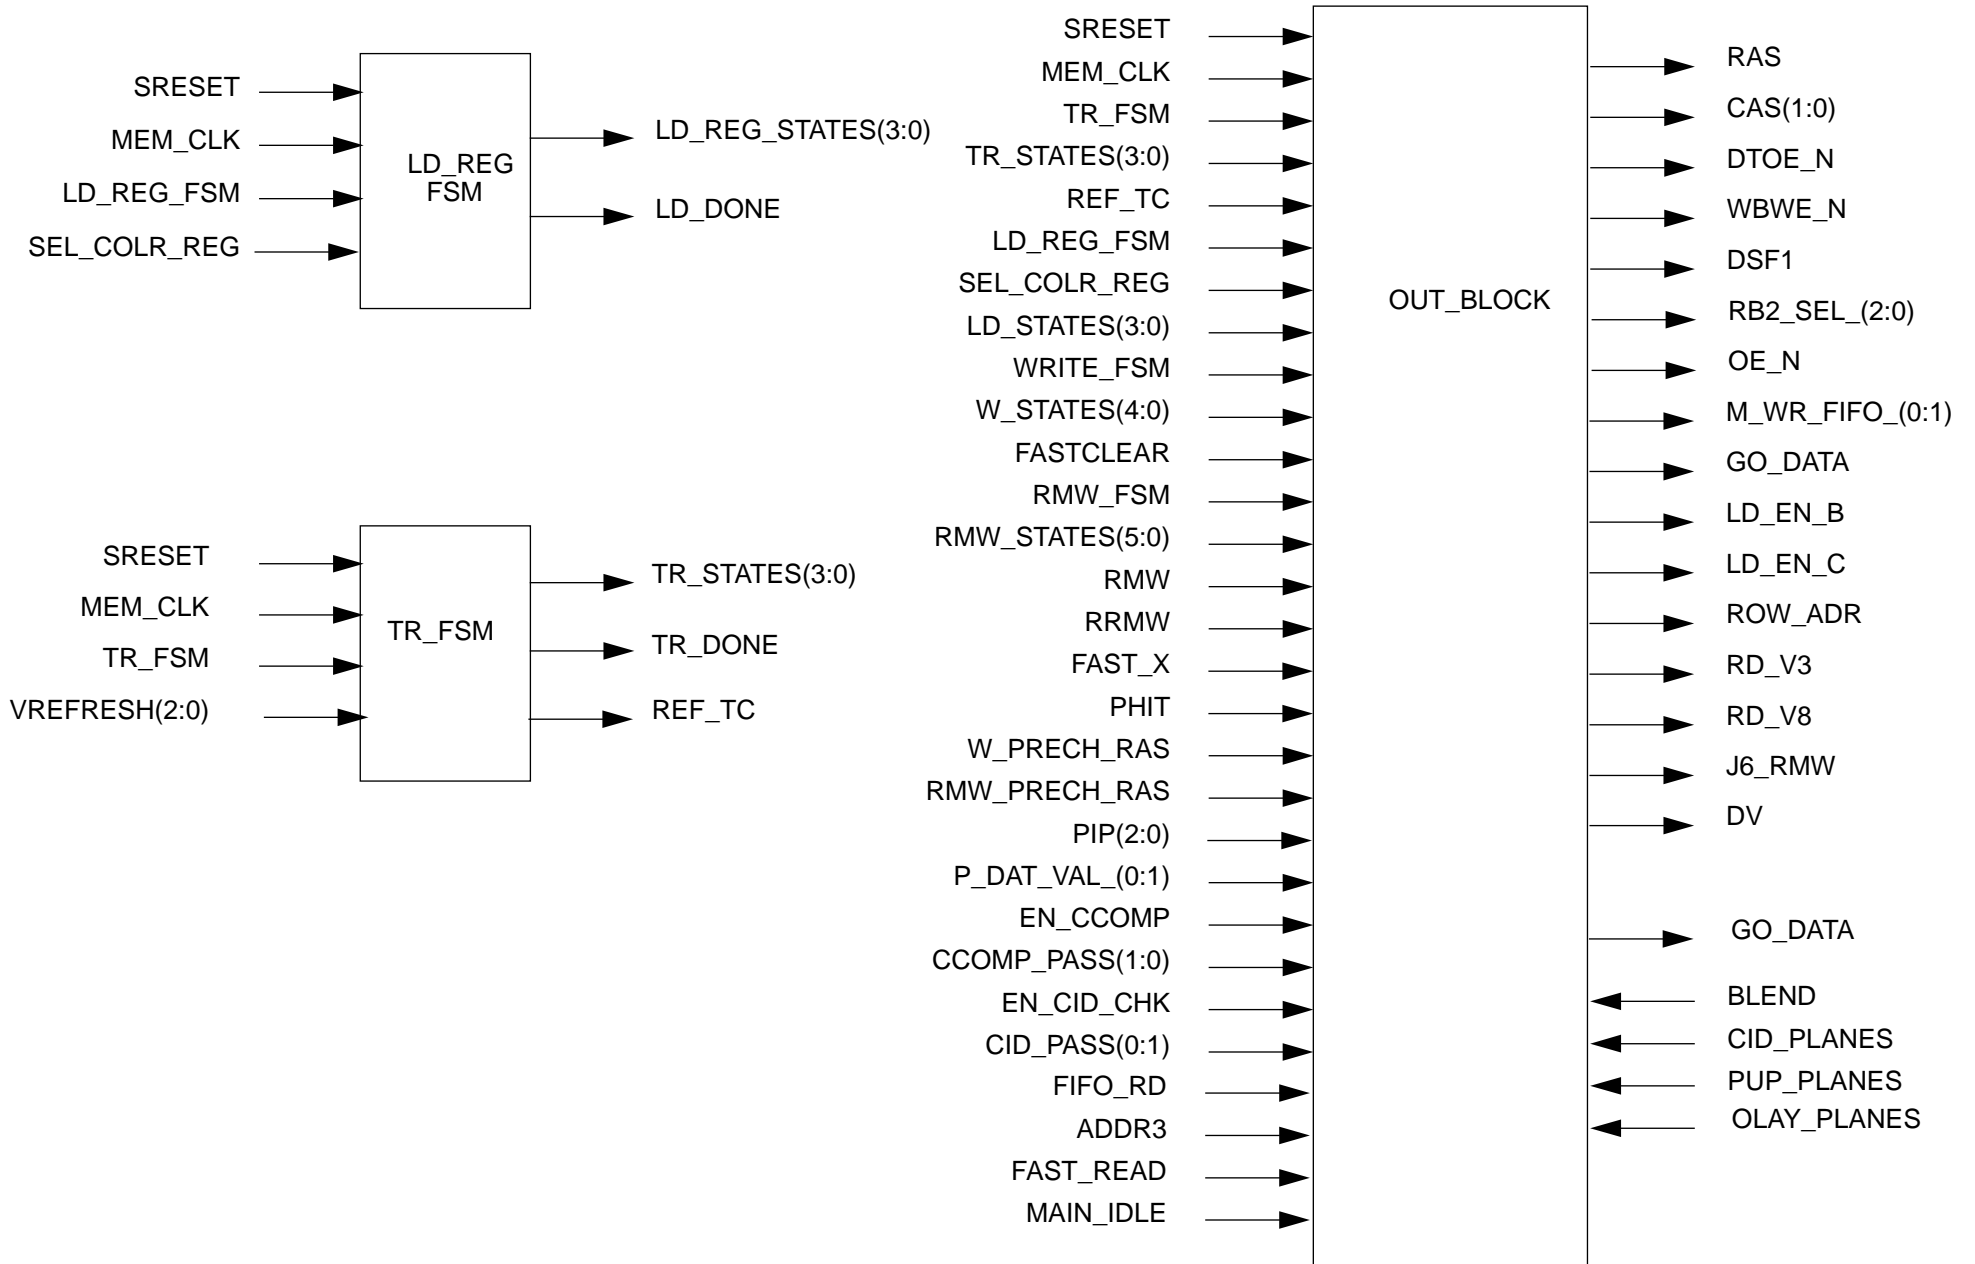 SRESET
MEM_CLK
LD_REG_FSM
SEL_COLR_REG
LD_REG
FSM
LD_REG_STATES(3:0)
LD_DONE
SRESET
MEM_CLK
TR_FSM
VREFRESH(2:0)
TR_FSM
TR_STATES(3:0)
TR_DONE
REF_TC
SRESET
MEM_CLK
TR_FSM
TR_STATES(3:0)
REF_TC
LD_REG_FSM
SEL_COLR_REG
LD_STATES(3:0)
WRITE_FSM
W_STATES(4:0)
FASTCLEAR
RMW_FSM
RMW_STATES(5:0)
RMW
RRMW
FAST_X
PHIT
W_PRECH_RAS
RMW_PRECH_RAS
PIP(2:0)
P_DAT_VAL_(0:1)
EN_CCOMP
CCOMP_PASS(1:0)
EN_CID_CHK
CID_PASS(0:1)
FIFO_RD
ADDR3
FAST_READ
MAIN_IDLE
OUT_BLOCK
RAS
CAS(1:0)
DTOE_N
WBWE_N
DSF1
RB2_SEL_(2:0)
OE_N
M_WR_FIFO_(0:1)
GO_DATA
LD_EN_B
LD_EN_C
ROW_ADR
RD_V3
RD_V8
J6_RMW
DV
GO_DATA
BLEND
CID_PLANES
PUP_PLANES
OLAY_PLANES